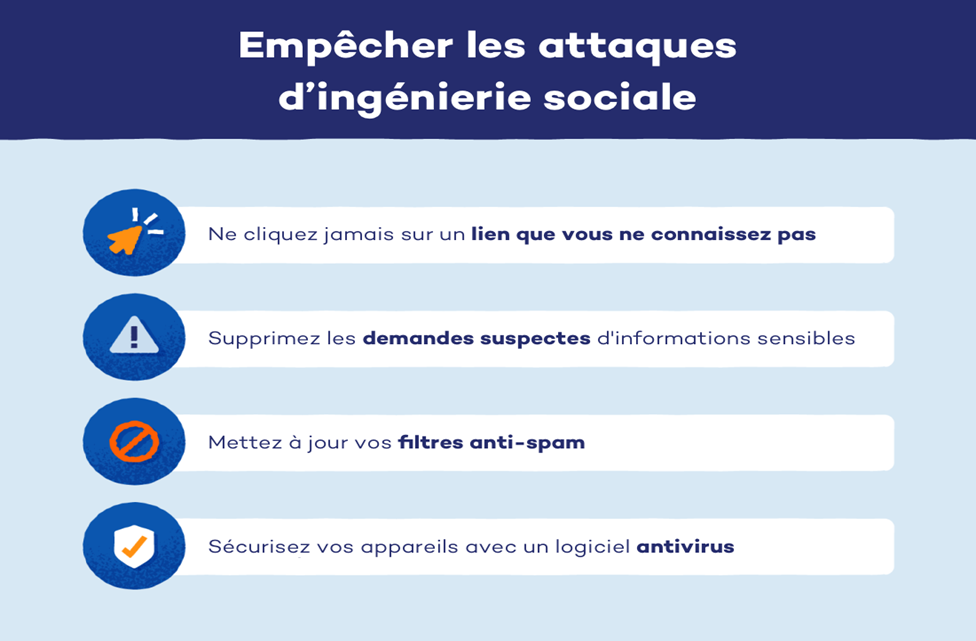 Empêcher les attaques
d’ingénierie sociale
Ne cliquez jamais sur un lien que vous ne connaissez pas
Supprimez les demandes suspectes d'informations sensibles
Mettez à jour vos filtres anti-spam
Sécurisez vos appareils avec un logiciel antivirus